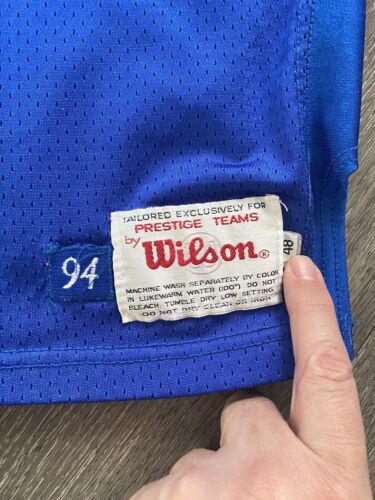 TAILORED EXCLUSIVELY FOR
PRESTIGE TEAMS
by Wilson®
48
94
MACHINE WASH SEPARATELY BY COLOR
IN LUKEWARM WATER (100°) DO NOT
BLEACH, TUMBLE DRY LOW SETTING
DO NOT DRY CLEAN OR IRON